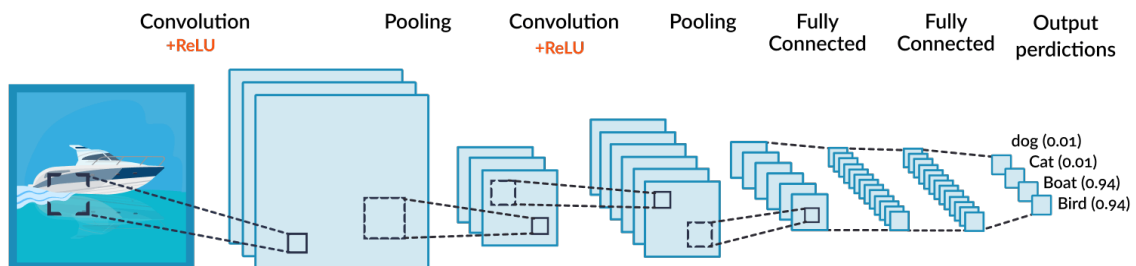 Convolution
+ReLU
Pooling
Convolution
+ReLU
Pooling
Fully
Connected
Fully
Connected
Output
perdictions
dog (0.01)
Cat (0.01)
Boat (0.94)
Bird (0.94)